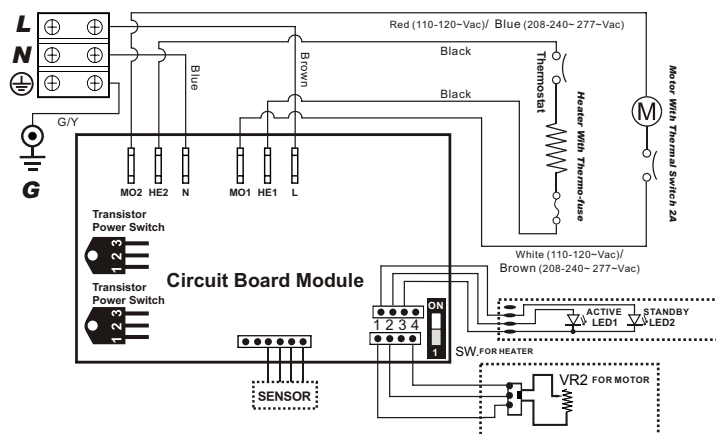 L
N
G
G/Y
Blue
Brown
Red (110-120~Vac)/ Blue (208-240~ 277~Vac)
Black
Black
Thermostat
Heater With Thermo-fuse
M
Motor With Thermal Switch 2A
MO2 HE2 N MO1 HE1 L
White (110-120~Vac)/
Brown (208-240~ 277~Vac)
Transistor
Power Switch
1 2 3
Transistor
Power Switch
1 2 3
Circuit Board Module
1 2 3 4
ON
1
SW. FOR HEATER
ACTIVE
LED1
STANDBY
LED2
SENSOR
VR2 FOR MOTOR